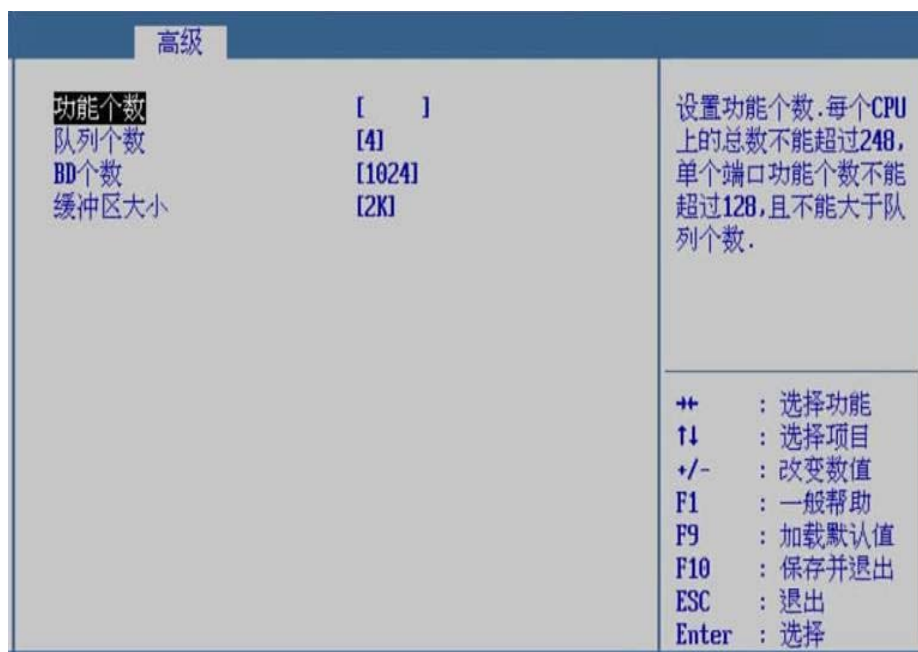 高级
功能个数 [ ]
队列个数 [4]
BD个数 [1024]
缓冲区大小 [2K]
设置功能个数.每个CPU
上的总数不能超过248,
单个端口功能个数不能
超过128,且不能大于队
列个数.
→← : 选择功能
↑↓ : 选择项目
+/- : 改变数值
F1 : 一般帮助
F9 : 加载默认值
F10 : 保存并退出
ESC : 退出
Enter : 选择